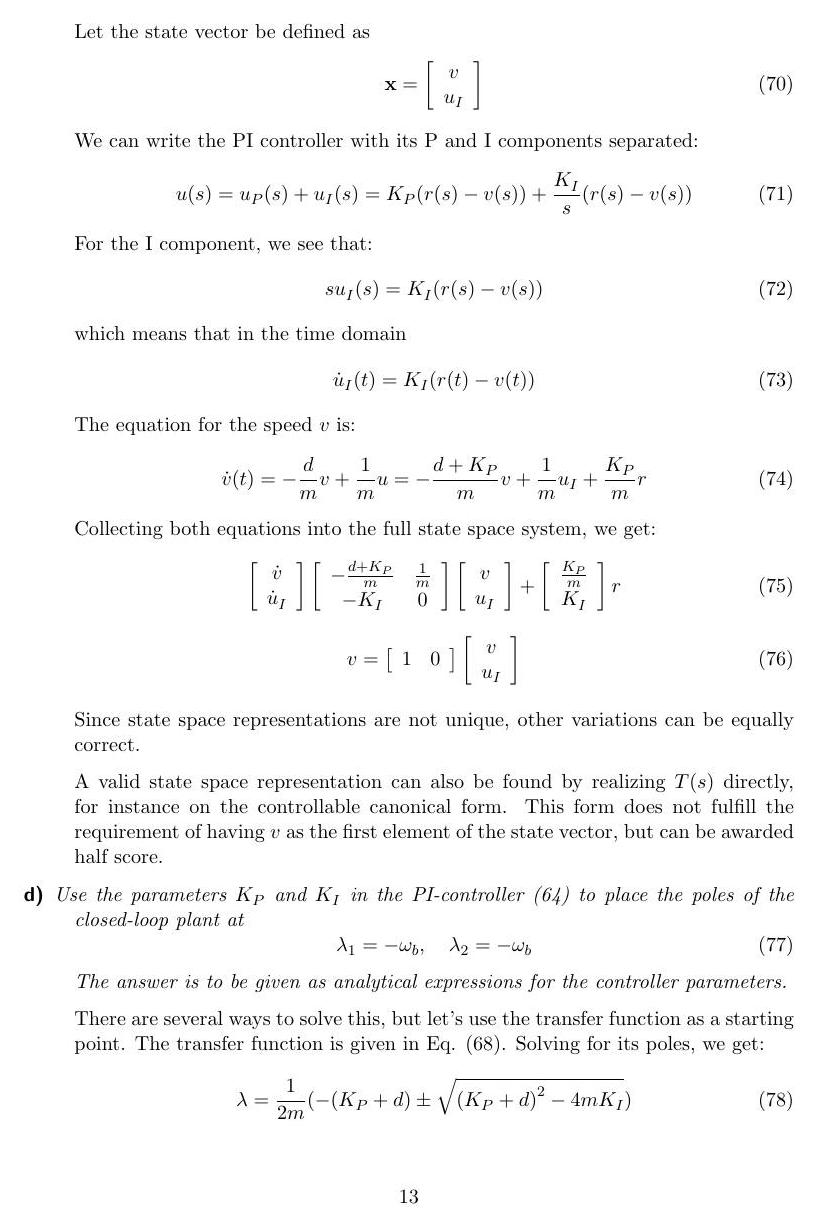 Let the state vector be defined as
x = [ v u_I ] (70)
We can write the PI controller with its P and I components separated:
u(s) = u_P(s) + u_I(s) = K_P(r(s) − v(s)) + K_I/s (r(s) − v(s)) (71)
For the I component, we see that:
su_I(s) = K_I(r(s) − v(s)) (72)
which means that in the time domain
u̇_I(t) = K_I(r(t) − v(t)) (73)
The equation for the speed v is:
v̇(t) = −d/m v + 1/m u = −(d + K_P)/m v + 1/m u_I + K_P/m r (74)
Collecting both equations into the full state space system, we get:
[ v̇ ; u̇_I ] [ −(d+K_P)/m 1/m ; −K_I 0 ] [ v ; u_I ] + [ K_P/m ; K_I ] r (75)
v = [ 1 0 ] [ v ; u_I ] (76)
Since state space representations are not unique, other variations can be equally
correct.
A valid state space representation can also be found by realizing T(s) directly,
for instance on the controllable canonical form. This form does not fulfill the
requirement of having v as the first element of the state vector, but can be awarded
half score.
d) Use the parameters K_P and K_I in the PI-controller (64) to place the poles of the
closed-loop plant at
λ_1 = −ω_b, λ_2 = −ω_b (77)
The answer is to be given as analytical expressions for the controller parameters.
There are several ways to solve this, but let's use the transfer function as a starting
point. The transfer function is given in Eq. (68). Solving for its poles, we get:
λ = 1/2m (−(K_P + d) ± √((K_P + d)² − 4mK_I)) (78)
13